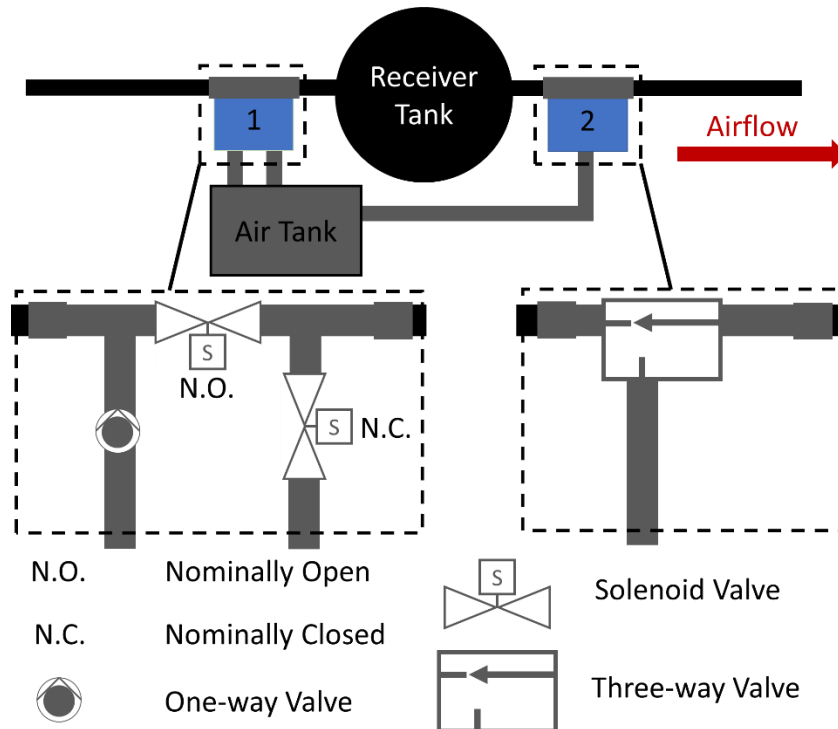 Receiver
Tank
1
2
Airflow
Air Tank
S
N.O.
S
N.C.
N.O. Nominally Open
N.C. Nominally Closed
One-way Valve
S
Solenoid Valve
Three-way Valve